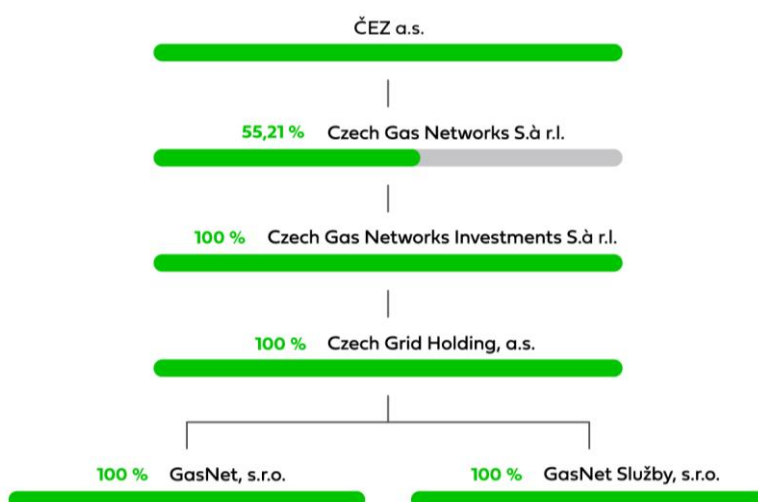 ČEZ a.s.
55,21 % Czech Gas Networks S.à r.l.
100 % Czech Gas Networks Investments S.à r.l.
100 % Czech Grid Holding, a.s.
100 % GasNet, s.r.o. 100 % GasNet Služby, s.r.o.